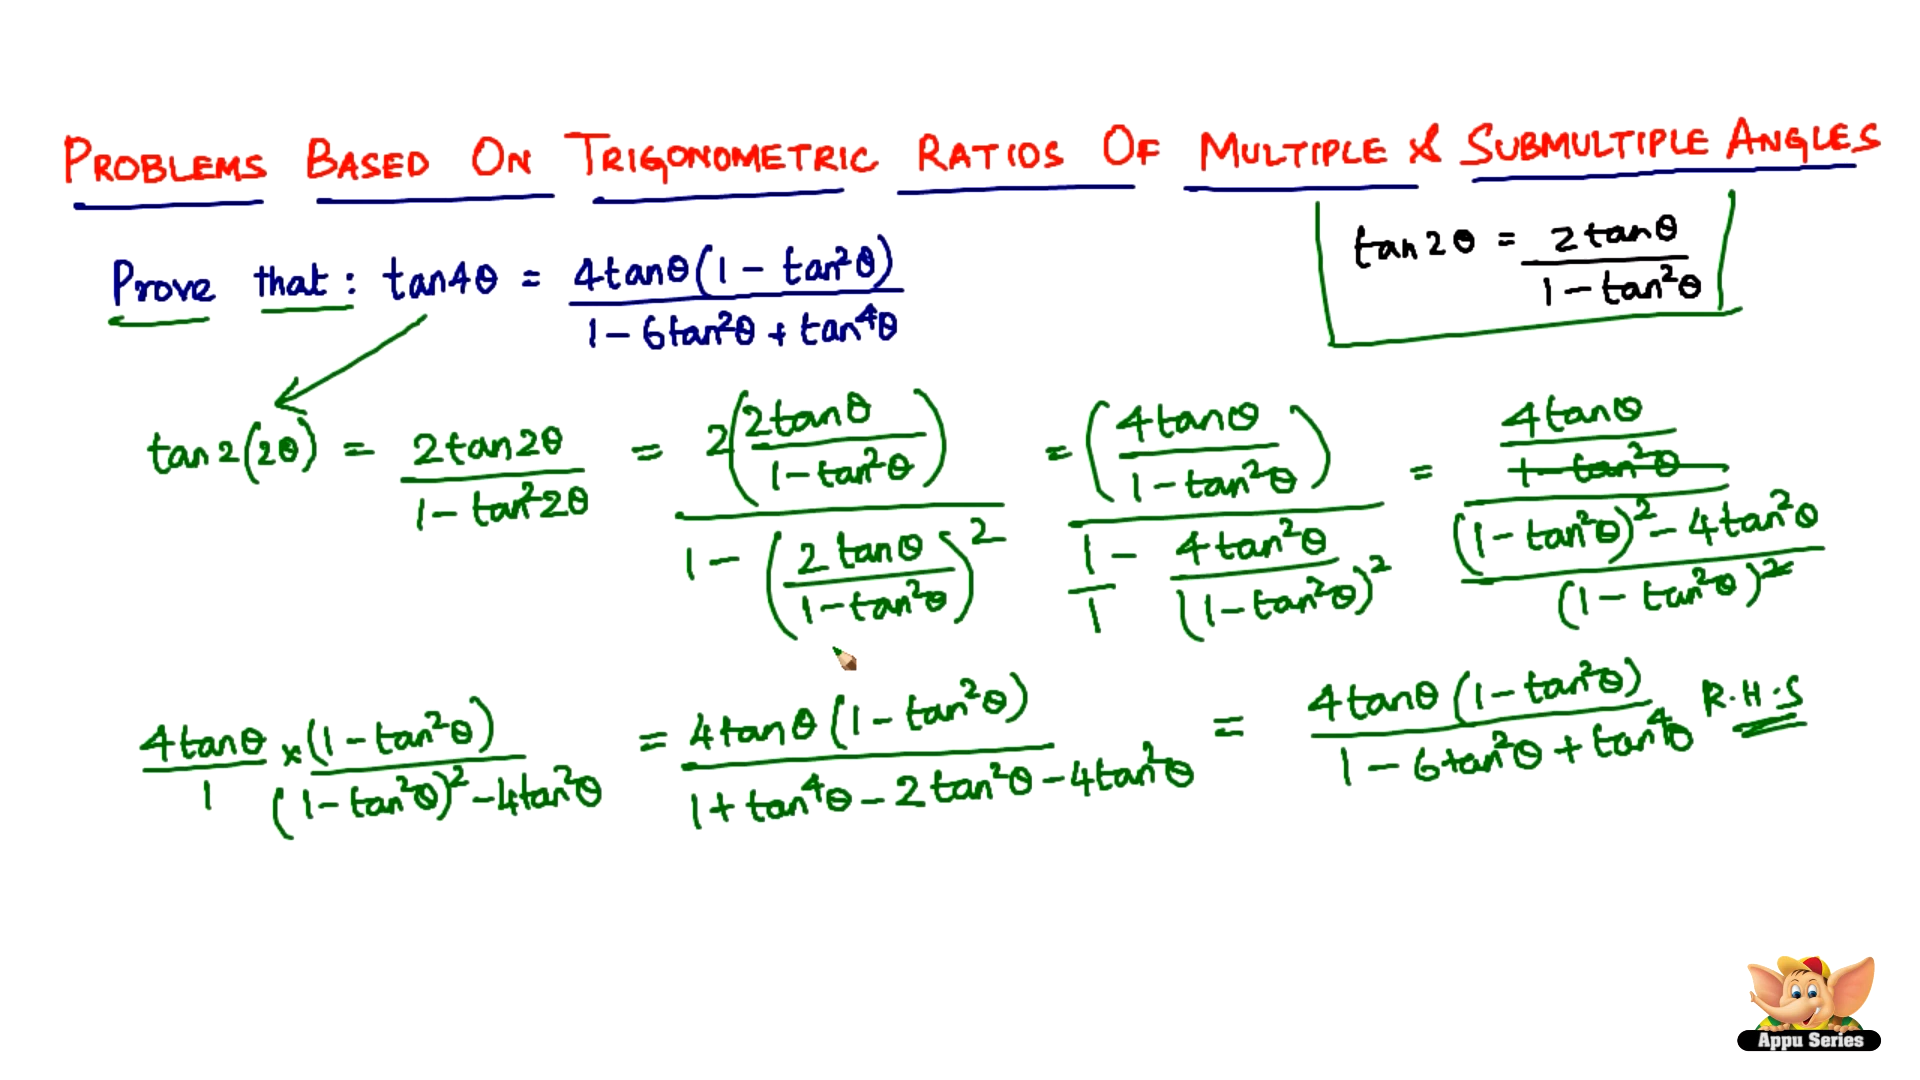 PROBLEMS BASED ON TRIGONOMETRIC RATIOS OF MULTIPLE & SUBMULTIPLE ANGLES
Prove that: tan4θ = 4tanθ(1 - tan²θ) / 1 - 6tan²θ + tan⁴θ
tan2θ = 2tanθ / 1 - tan²θ
tan2(2θ) = 2tan2θ / 1 - tan²2θ = 2(2tanθ / 1 - tan²θ) / 1 - (2tanθ / 1 - tan²θ)² = (4tanθ / 1 - tan²θ) / 1/1 - 4tan²θ / (1 - tan²θ)² = 4tanθ / 1 - tan²θ / (1 - tan²θ)² - 4tan²θ / (1 - tan²θ)²
4tanθ / 1 × (1 - tan²θ) / (1 - tan²θ)² - 4tan²θ = 4tanθ(1 - tan²θ) / 1 + tan⁴θ - 2tan²θ - 4tan²θ = 4tanθ(1 - tan²θ) / 1 - 6tan²θ + tan⁴θ R.H.S
Appu Series